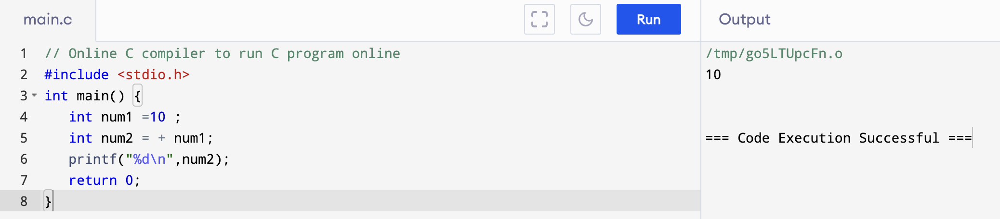 main.c
Run
Output
1 // Online C compiler to run C program online
2 #include <stdio.h>
3 int main() {
4    int num1 =10 ;
5    int num2 = + num1;
6    printf("%d\n",num2);
7    return 0;
8 }
/tmp/go5LTUpcFn.o
10
=== Code Execution Successful ===